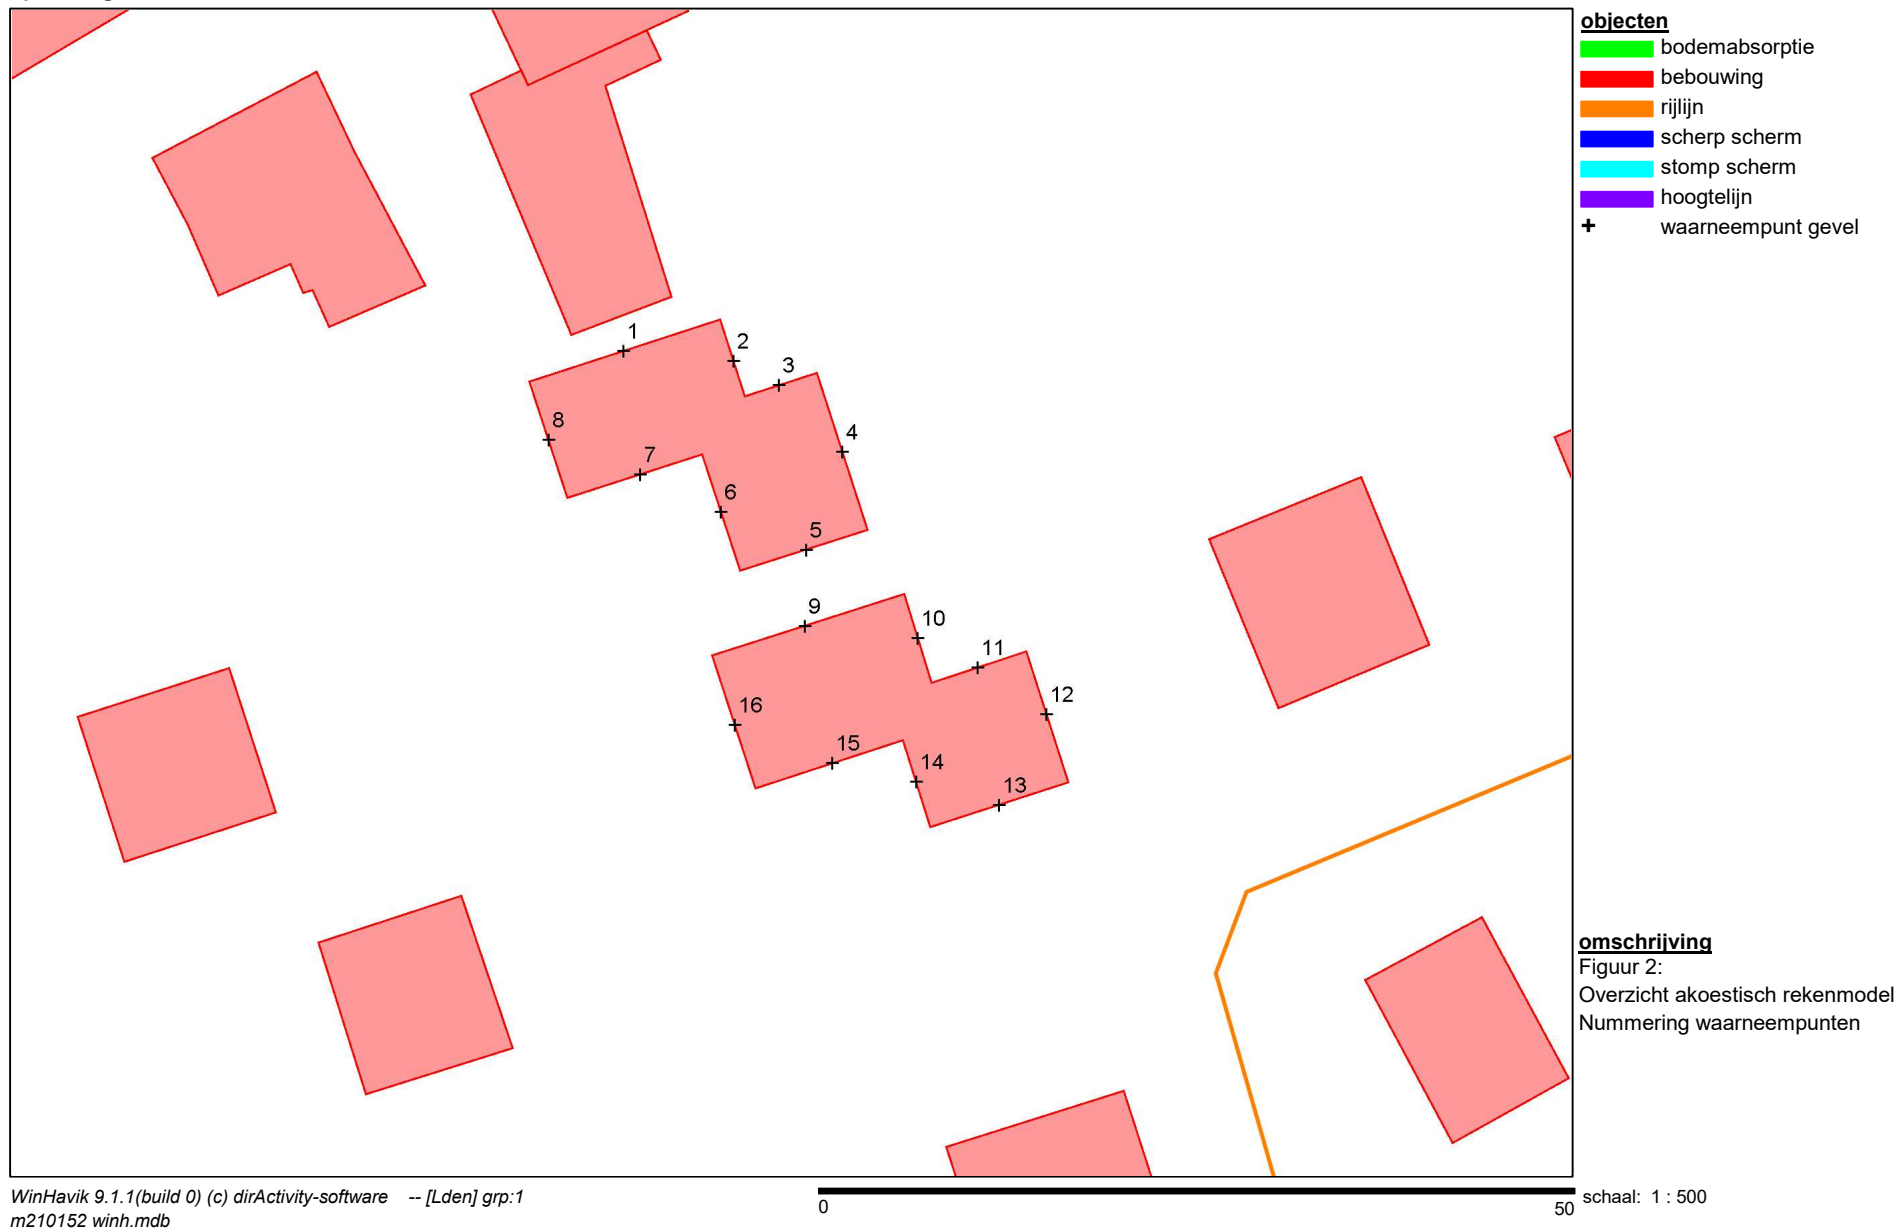 objecten
bodemabsorptie
bebouwing
rijlijn
scherp scherm
stomp scherm
hoogtelijn
waarneempunt gevel
1
2
3
4
5
6
7
8
9
10
11
12
13
14
15
16
omschrijving
Figuur 2:
Overzicht akoestisch rekenmodel
Nummering waarneempunten
WinHavik 9.1.1(build 0) (c) dirActivity-software -- [Lden] grp:1
m210152 winh.mdb
0
50
schaal: 1 : 500